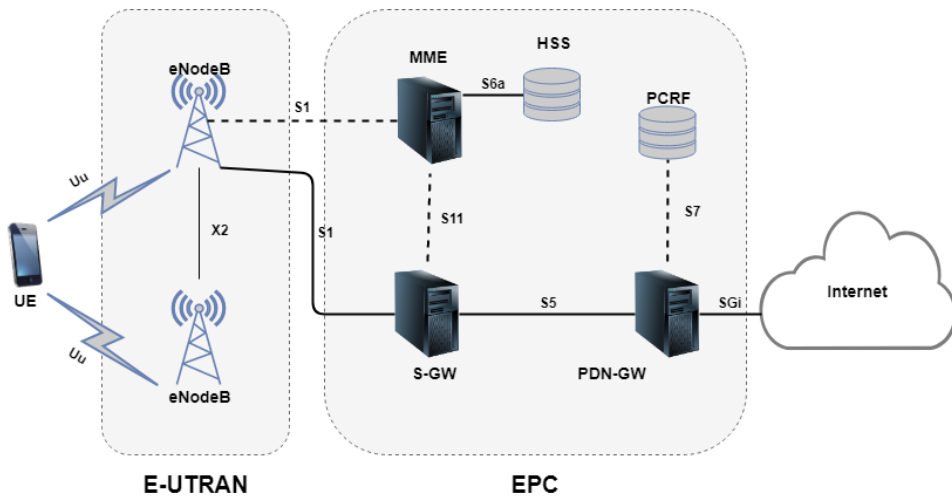 HSS
MME
eNodeB
S6a
PCRF
S1
Uu
S7
S11
X2
S1
UE
Internet
S5
SGi
Uu
S-GW
PDN-GW
eNodeB
E-UTRAN
EPC